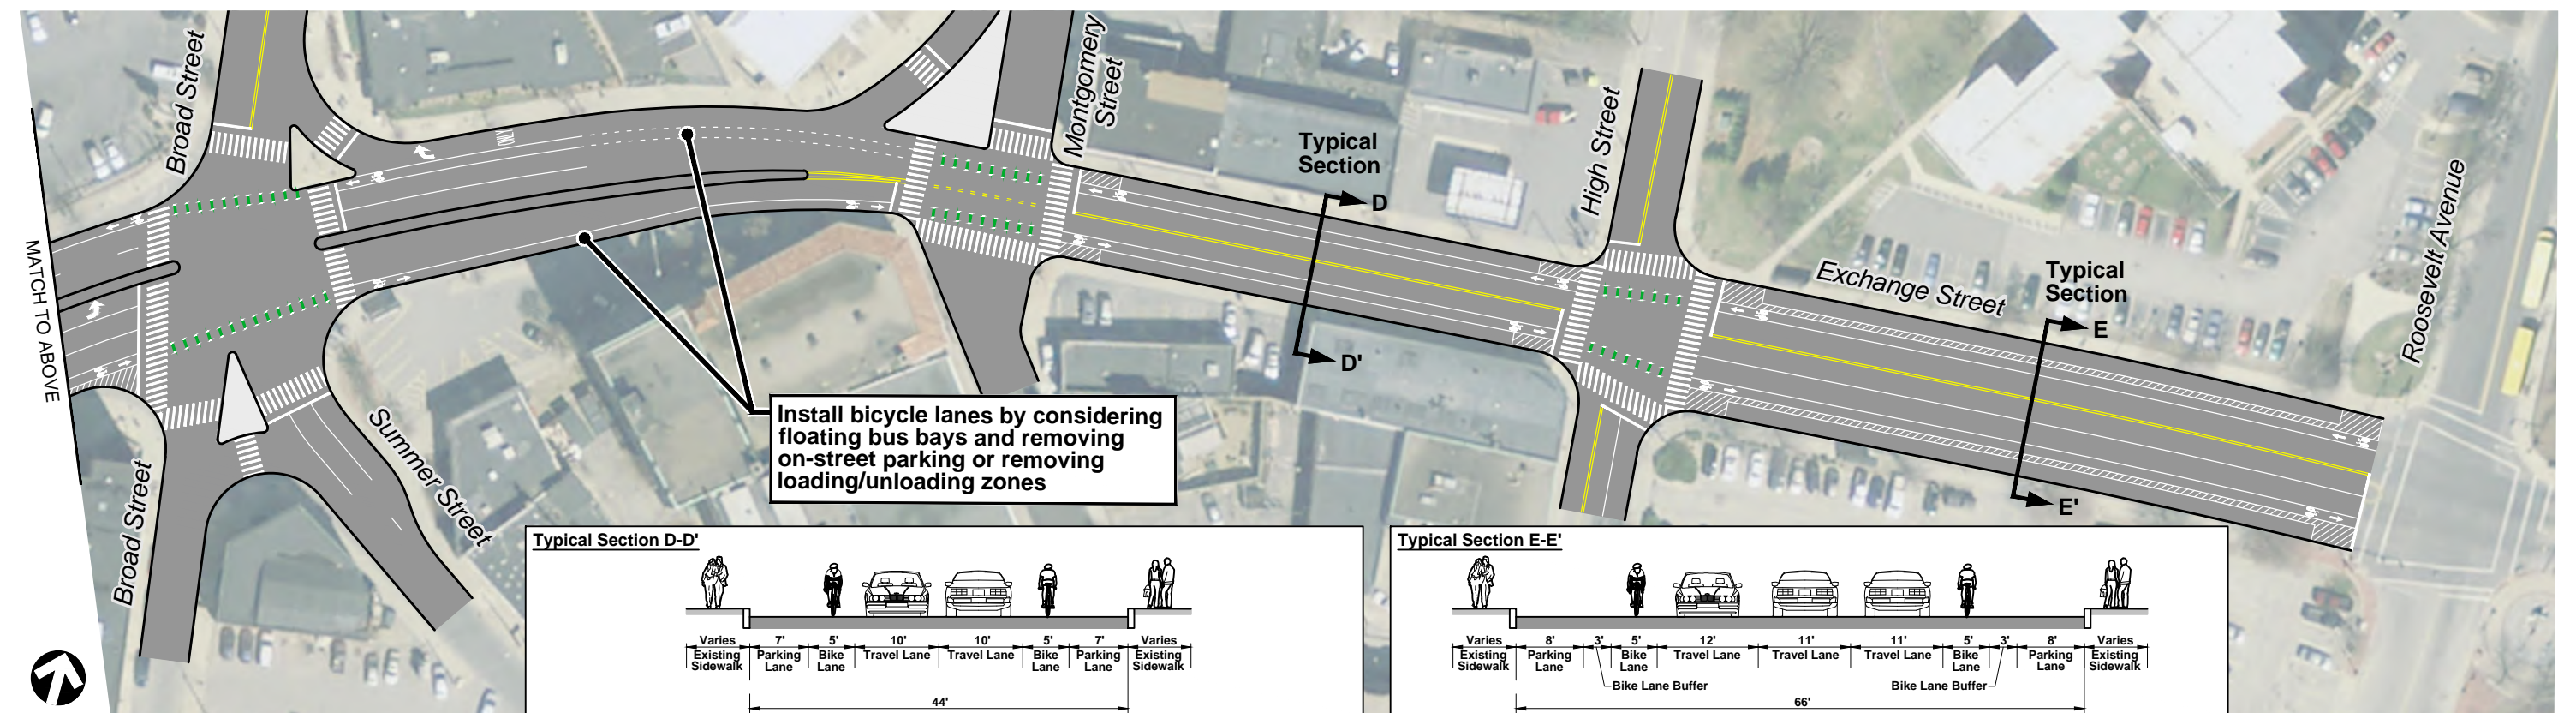 Broad Street
Montgomery
Street
High Street
Roosevelt Avenue
Exchange Street
Typical
Section
D
D'
Typical
Section
E
E'
MATCH TO ABOVE
ONLY
Broad Street
Summer Street
Install bicycle lanes by considering
floating bus bays and removing
on-street parking or removing
loading/unloading zones
Typical Section D-D'
Varies 7' 5' 10' 10' 5' 7' Varies
Existing Parking Bike Travel Lane Travel Lane Bike Parking Existing
Sidewalk Lane Lane Lane Lane Sidewalk
44'
Typical Section E-E'
Varies 8' 3' 5' 12' 11' 11' 5' 3' 8' Varies
Existing Parking Bike Travel Lane Travel Lane Travel Lane Bike Parking Existing
Sidewalk Lane Lane Lane Lane Sidewalk
Bike Lane Buffer Bike Lane Buffer
66'